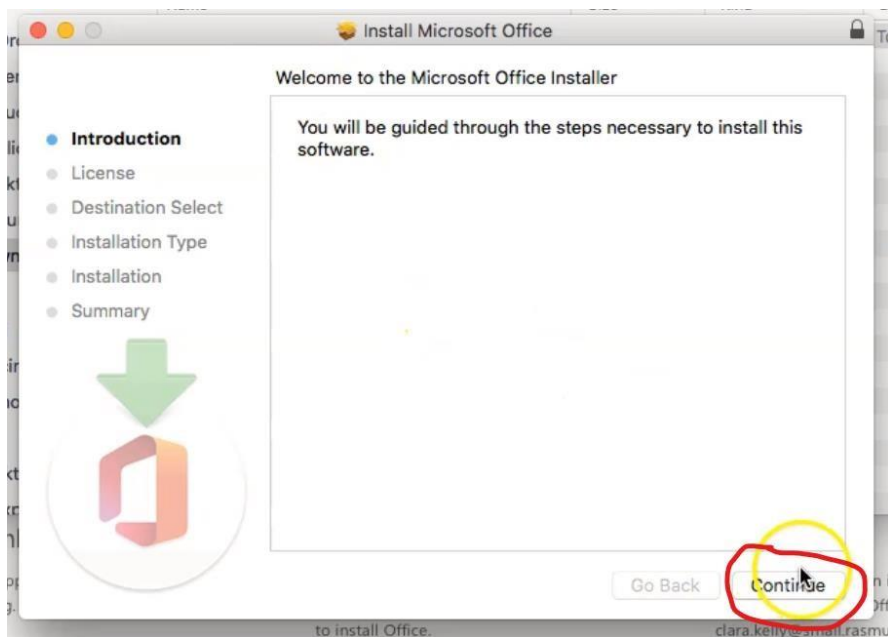 Install Microsoft Office
Welcome to the Microsoft Office Installer
Introduction
License
Destination Select
Installation Type
Installation
Summary
You will be guided through the steps necessary to install this
software.
Go Back
Continue
to install Office.